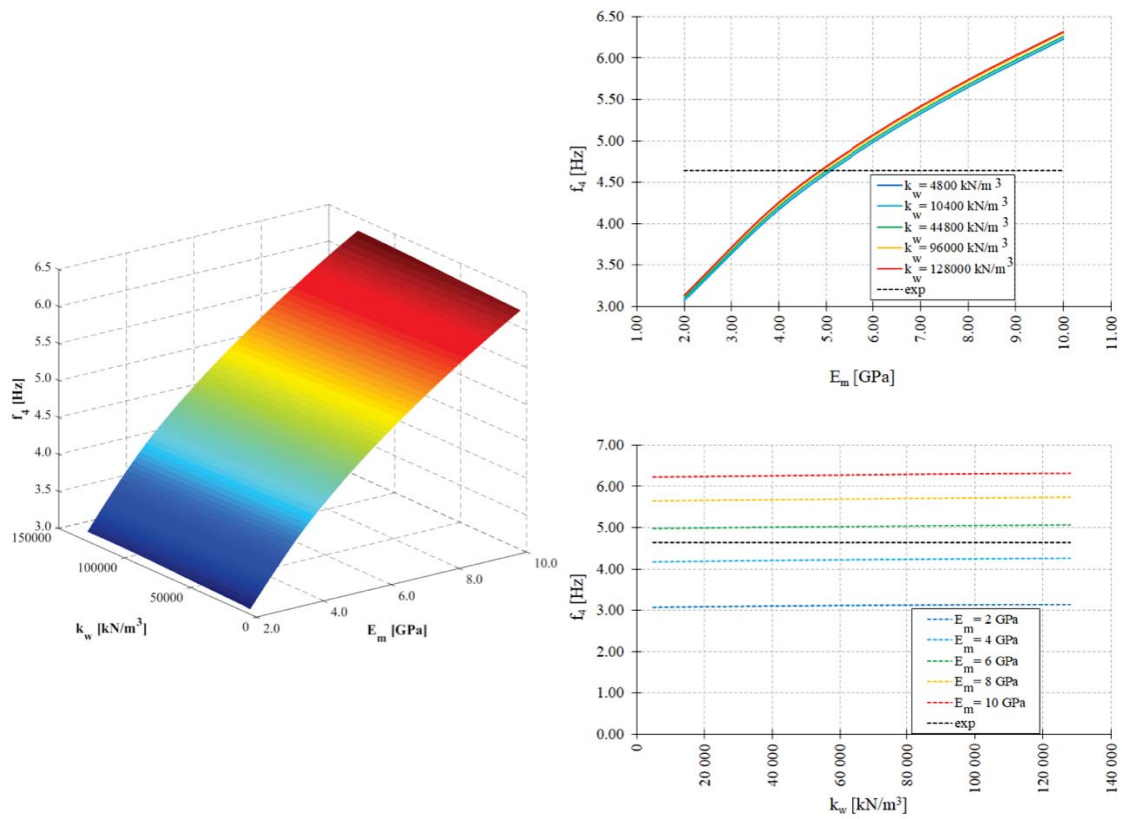 6.5
6.0
5.5
5.0
4.5
4.0
3.5
3.0
f4 [Hz]
150000
100000
50000
0
kw [kN/m³]
2.0
4.0
6.0
8.0
10.0
Em [GPa]
6.50
6.00
5.50
5.00
4.50
4.00
3.50
3.00
f4 [Hz]
kw = 4800 kN/m³
kw = 10400 kN/m³
kw = 44800 kN/m³
kw = 96000 kN/m³
kw = 128000 kN/m³
exp
1.00
2.00
3.00
4.00
5.00
6.00
7.00
8.00
9.00
10.00
11.00
Em [GPa]
7.00
6.00
5.00
4.00
3.00
2.00
1.00
0.00
f4 [Hz]
Em = 2 GPa
Em = 4 GPa
Em = 6 GPa
Em = 8 GPa
Em = 10 GPa
exp
0
20 000
40 000
60 000
80 000
100 000
120 000
140 000
kw [kN/m³]